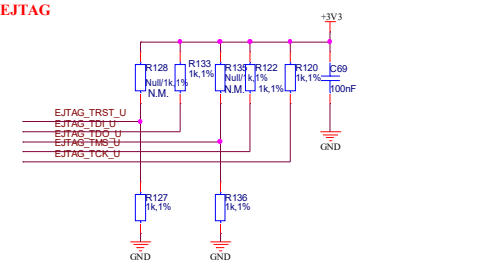 EJTAG
+3V3
R128
Null/1k,1%
N.M.
R133
1k,1%
R135
Null/1k,1%
N.M.
R122
1k,1%
R120
1k,1%
C69
100nF
EJTAG_TRST_U
EJTAG_TDI_U
EJTAG_TDO_U
EJTAG_TMS_U
EJTAG_TCK_U
GND
R127
1k,1%
R136
1k,1%
GND
GND